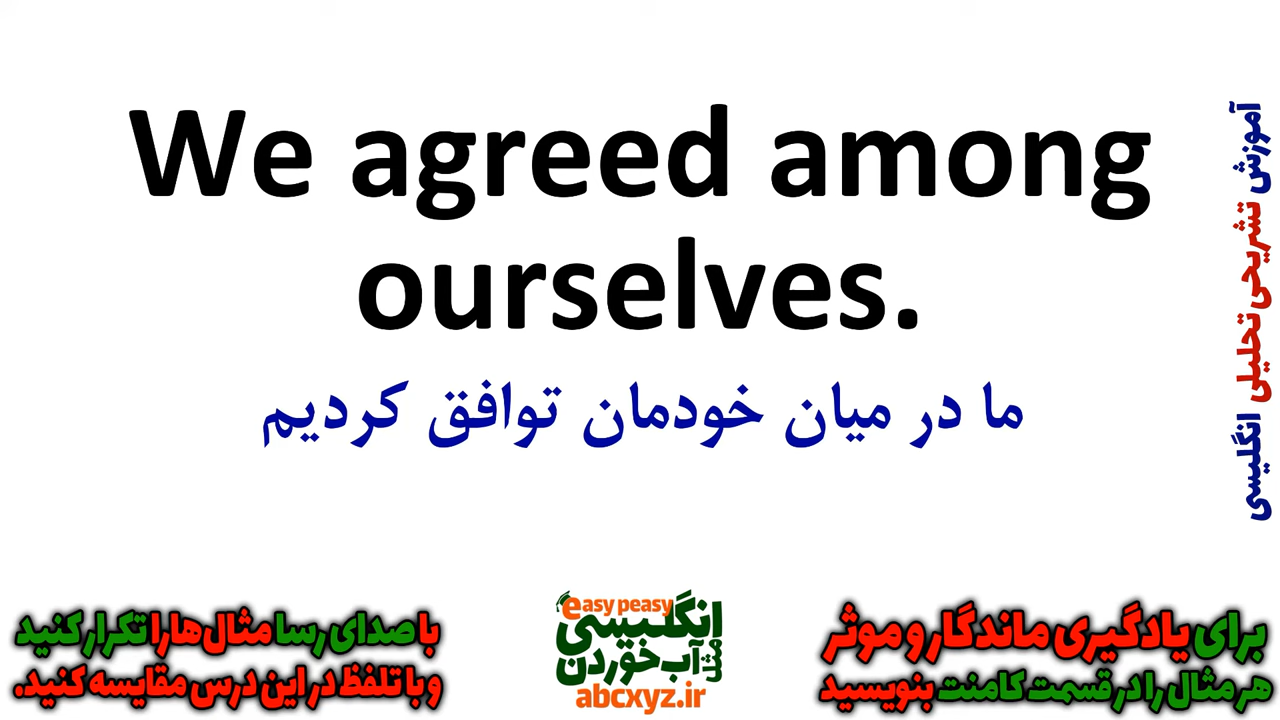 We agreed among
ourselves.
ما در میان خودمان توافق کردیم
آموزش تشریحی تحلیلی انگلیسی
برای یادگیری ماندگار و موثر
هر مثال را در قسمت کامنت بنویسید
easy peasy
انگلیسی
مثل آب خوردن
abcxyz.ir
با صدای رسا مثال‌ها را تکرار کنید
و با تلفظ در این درس مقایسه کنید.